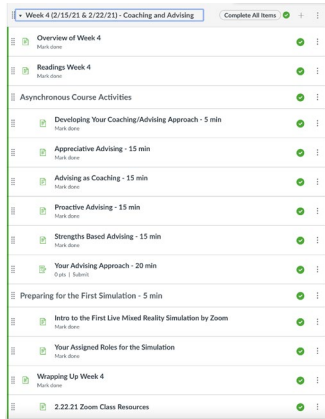 Week 4 (2/15/21 & 2/22/21) - Coaching and Advising
Complete All Items
Overview of Week 4
Mark done
Readings Week 4
Mark done
Asynchronous Course Activities
Developing Your Coaching/Advising Approach - 5 min
Mark done
Appreciative Advising - 15 min
Mark done
Advising as Coaching - 15 min
Mark done
Proactive Advising - 15 min
Mark done
Strengths Based Advising - 15 min
Mark done
Your Advising Approach - 20 min
0 pts | Submit
Preparing for the First Simulation - 5 min
Intro to the First Live Mixed Reality Simulation by Zoom
Mark done
Your Assigned Roles for the Simulation
Mark done
Wrapping Up Week 4
Mark done
2.22.21 Zoom Class Resources